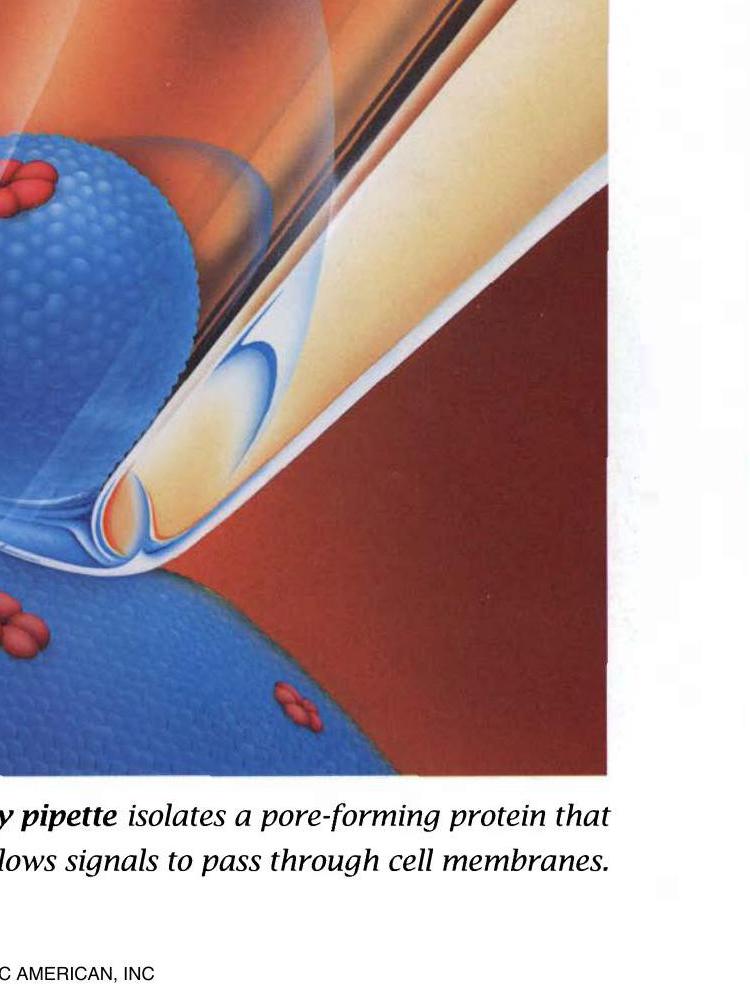 y pipette isolates a pore-forming protein that
lows signals to pass through cell membranes.
C AMERICAN, INC